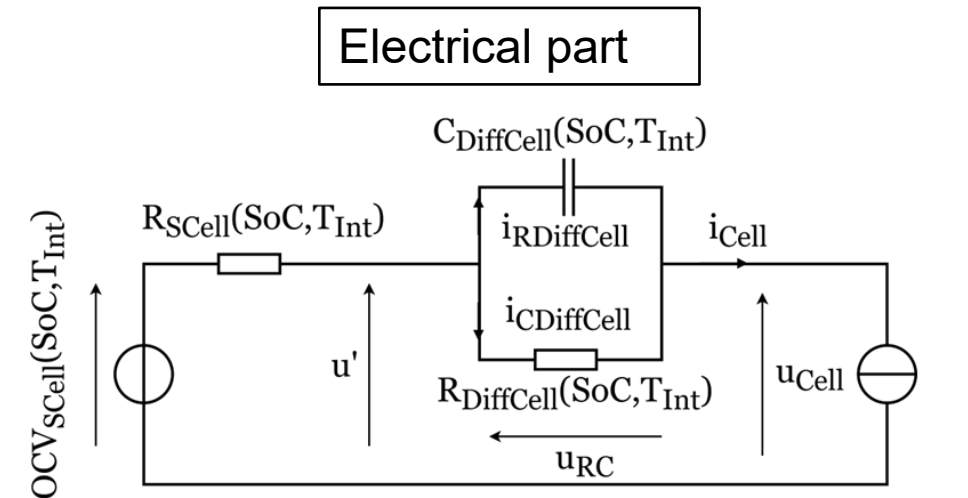 Electrical part
C_DiffCell(SoC,T_Int)
R_SCell(SoC,T_Int)
i_RDiffCell
i_Cell
OCV_SCell(SoC,T_Int)
i_CDiffCell
u'
u_Cell
R_DiffCell(SoC,T_Int)
u_RC